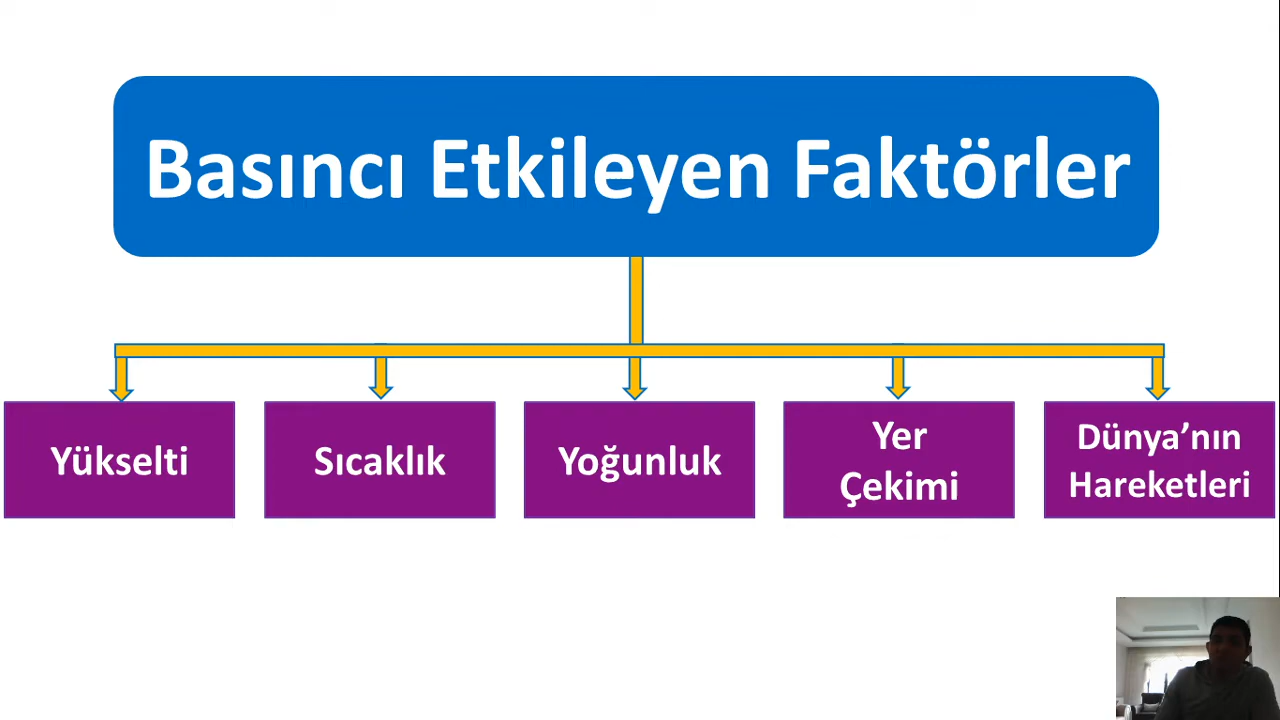 Basıncı Etkileyen Faktörler
Yükselti
Sıcaklık
Yoğunluk
Yer
Çekimi
Dünya’nın
Hareketleri